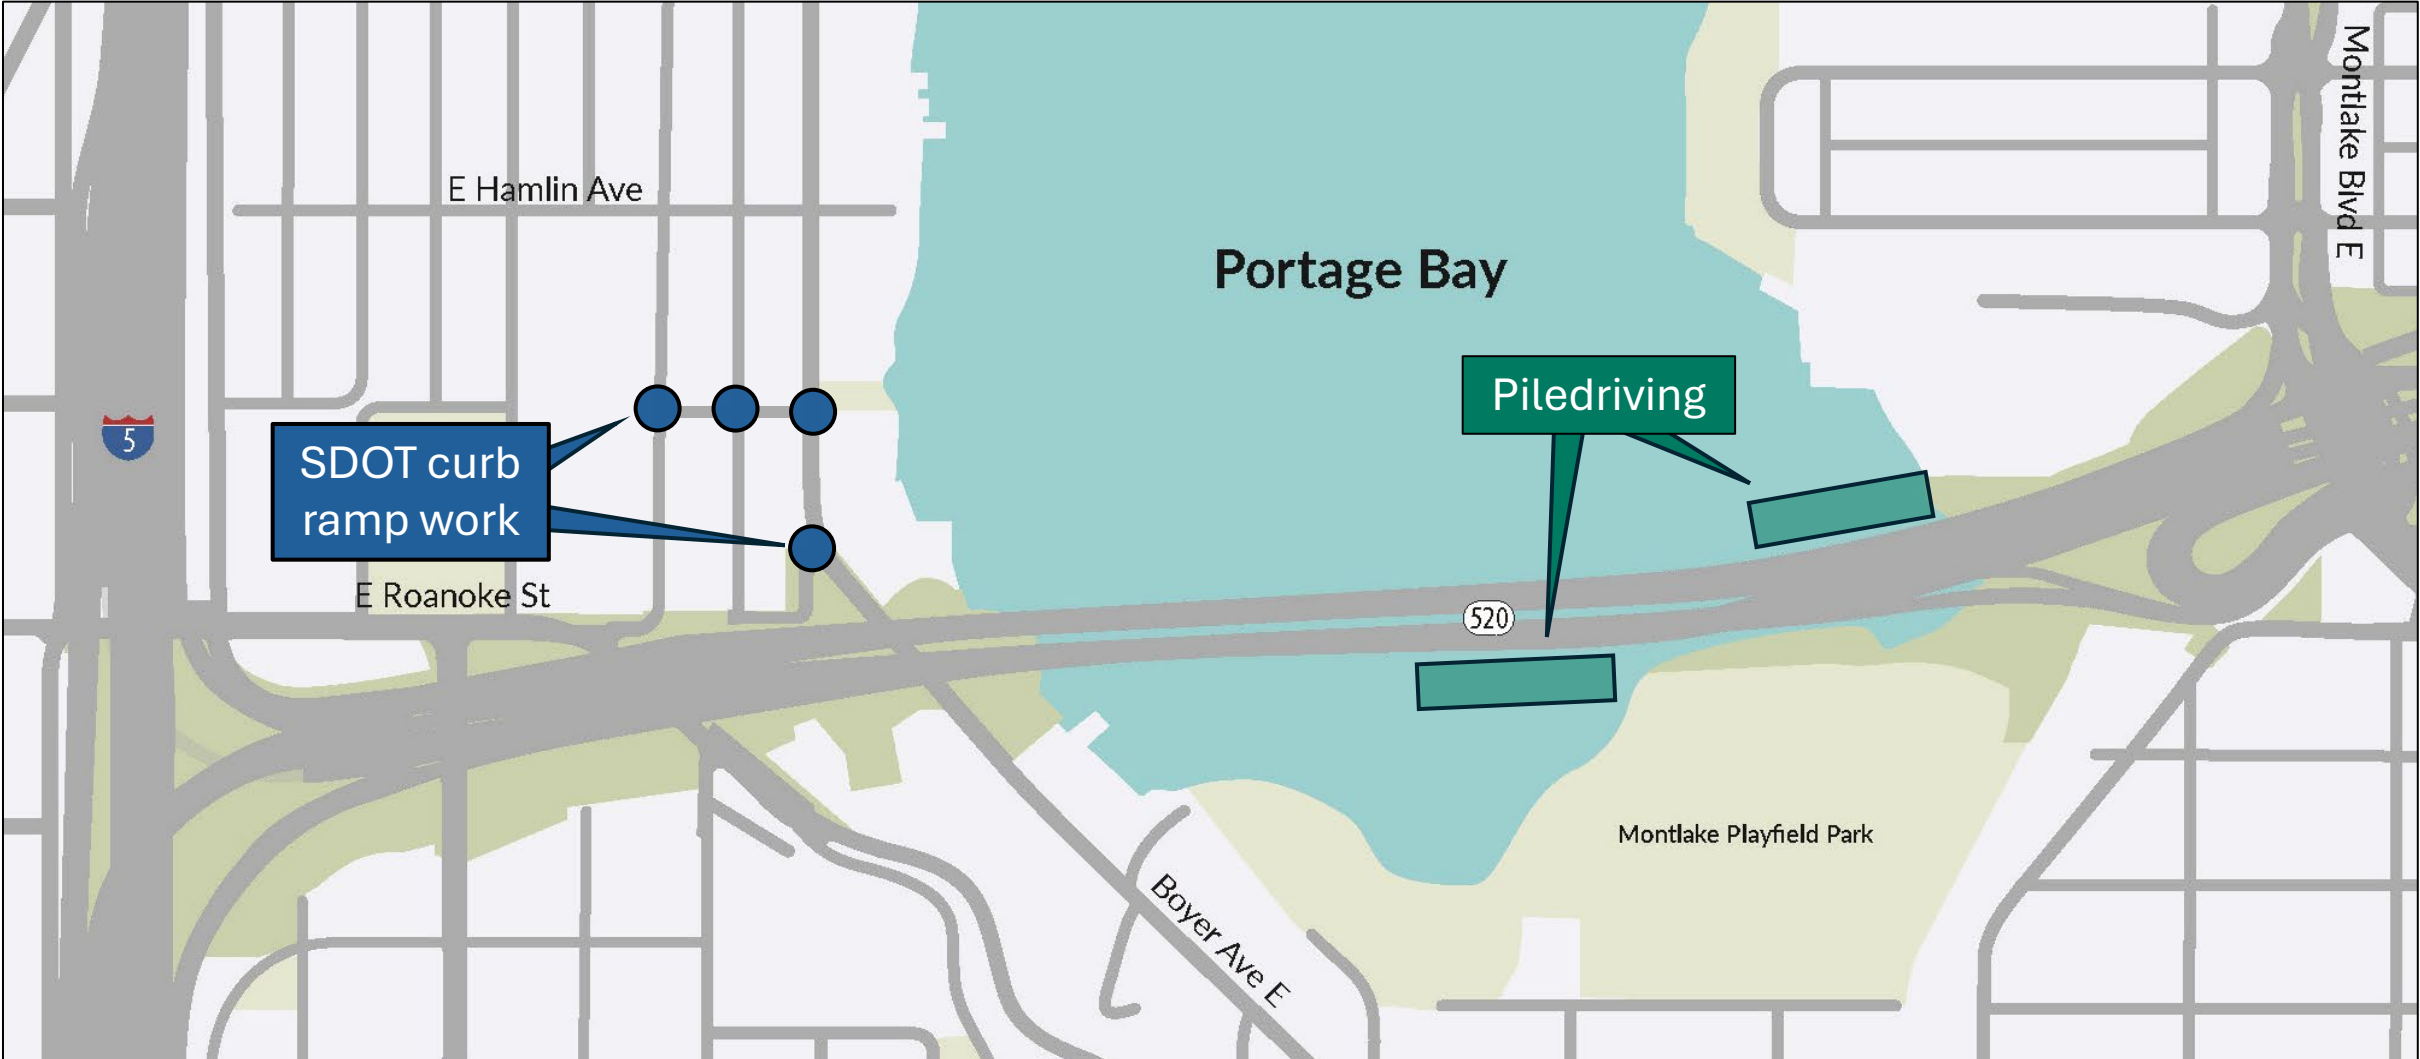 Montlake Blvd E
E Hamlin Ave
Portage Bay
Piledriving
5
SDOT curb
ramp work
E Roanoke St
520
Montlake Playfield Park
Boyer Ave E